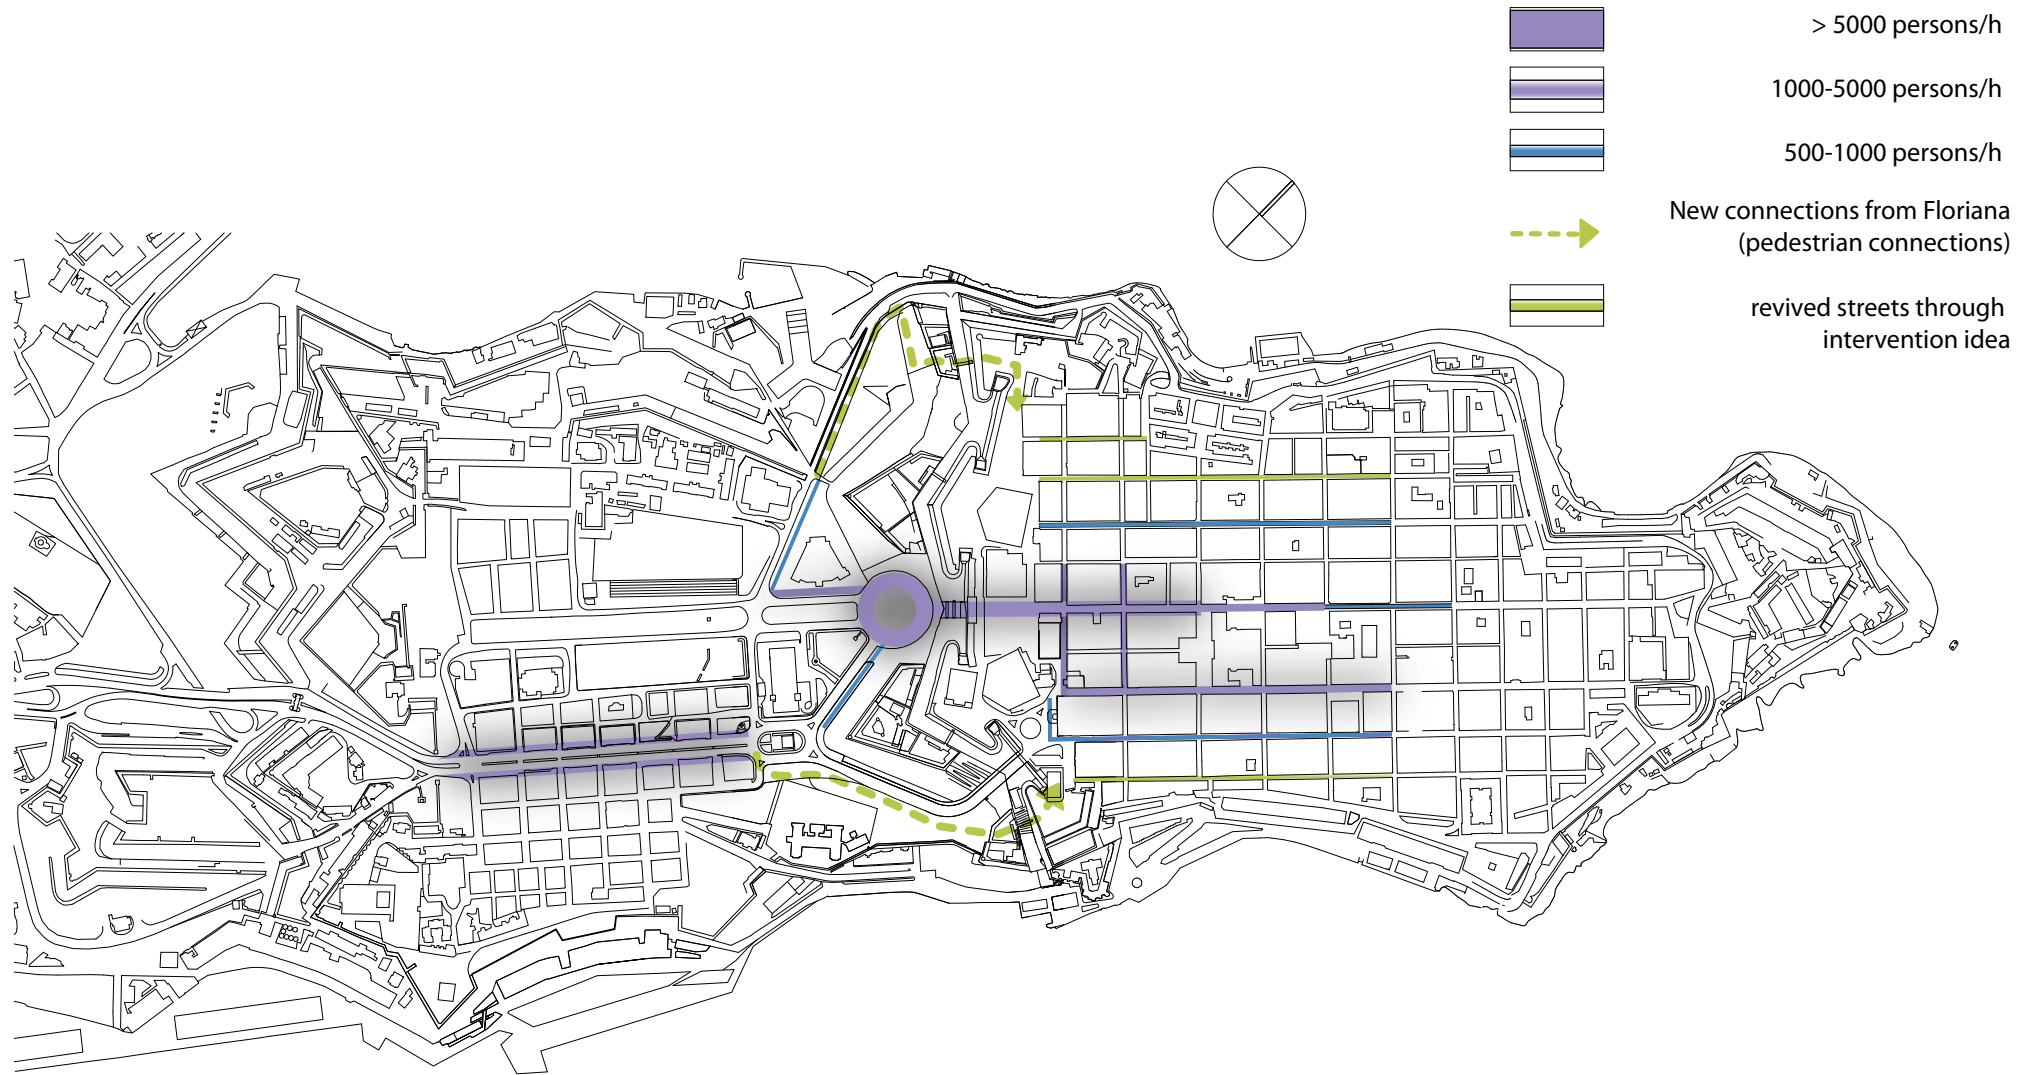 > 5000 persons/h
1000-5000 persons/h
500-1000 persons/h
New connections from Floriana
(pedestrian connections)
revived streets through
intervention idea